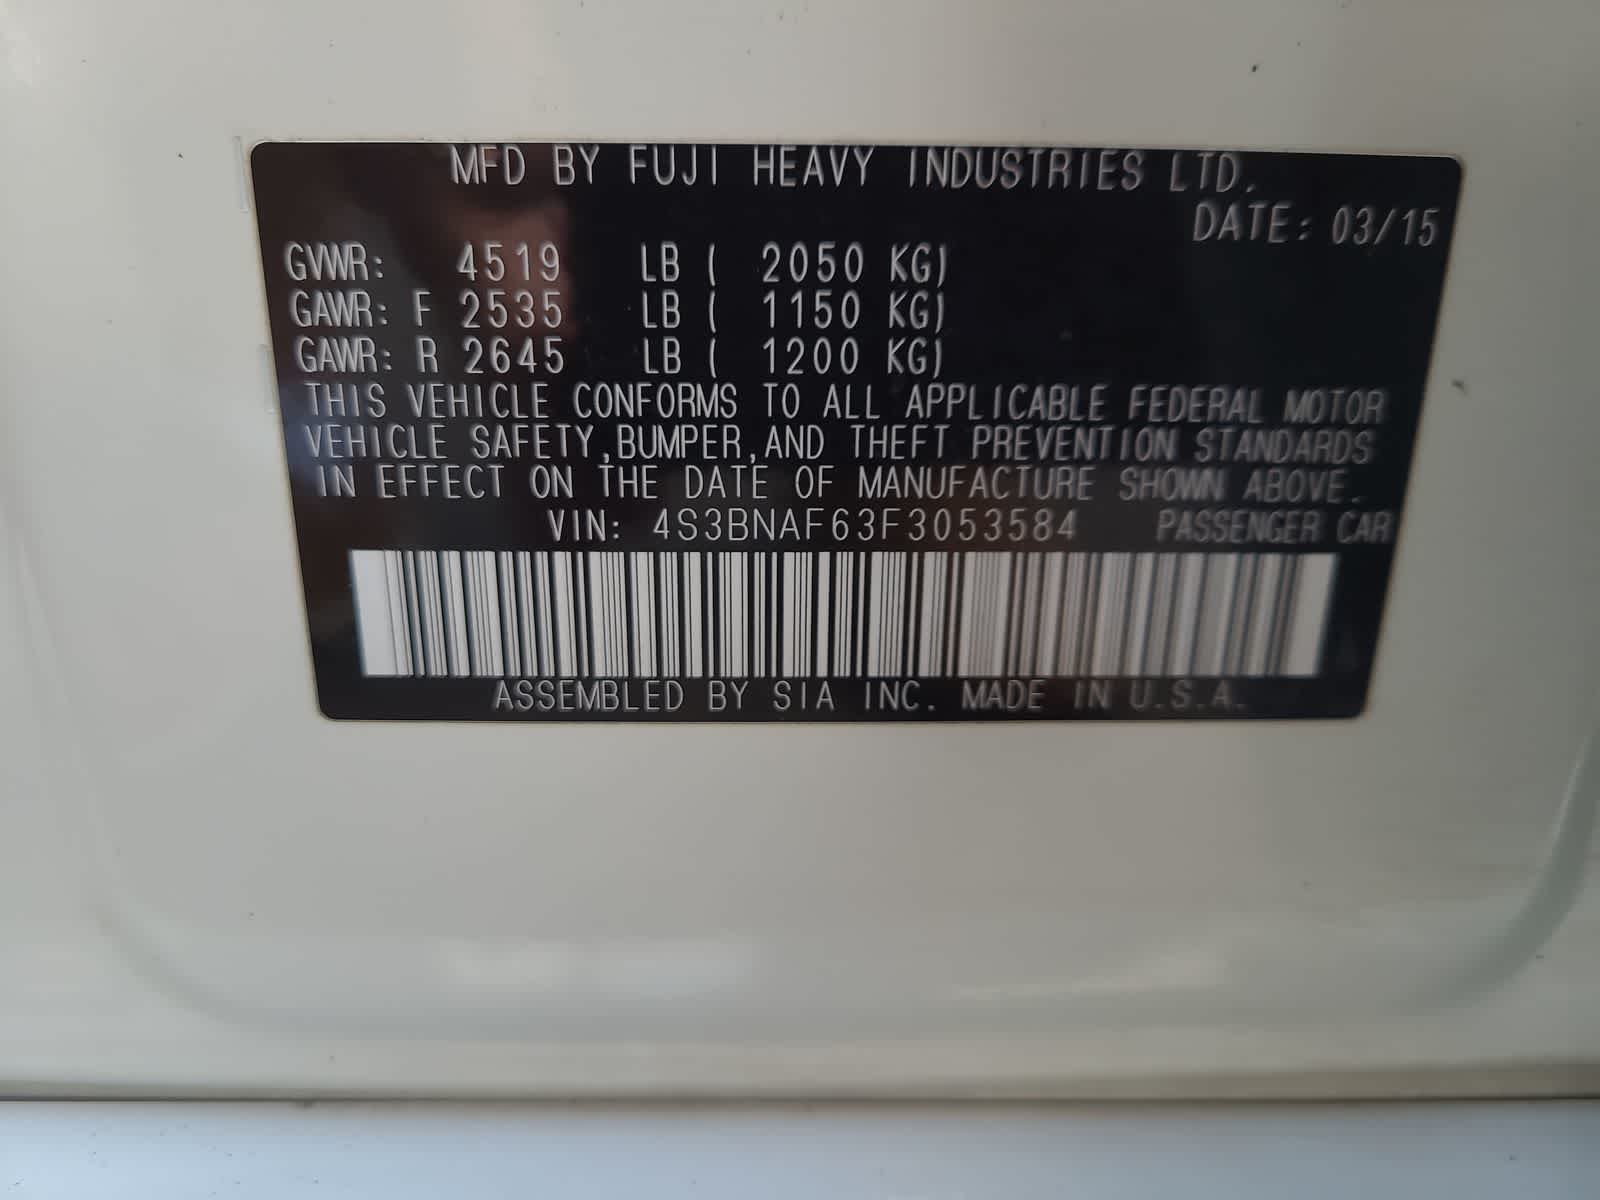 MFD BY FUJI HEAVY INDUSTRIES LTD.
DATE: 03/15
GVWR: 4519 LB ( 2050 KG)
GAWR: F 2535 LB ( 1150 KG)
GAWR: R 2645 LB ( 1200 KG)
THIS VEHICLE CONFORMS TO ALL APPLICABLE FEDERAL MOTOR
VEHICLE SAFETY,BUMPER,AND THEFT PREVENTION STANDARDS
IN EFFECT ON THE DATE OF MANUFACTURE SHOWN ABOVE.
VIN: 4S3BNAF63F3053584 PASSENGER CAR
ASSEMBLED BY SIA INC. MADE IN U.S.A.